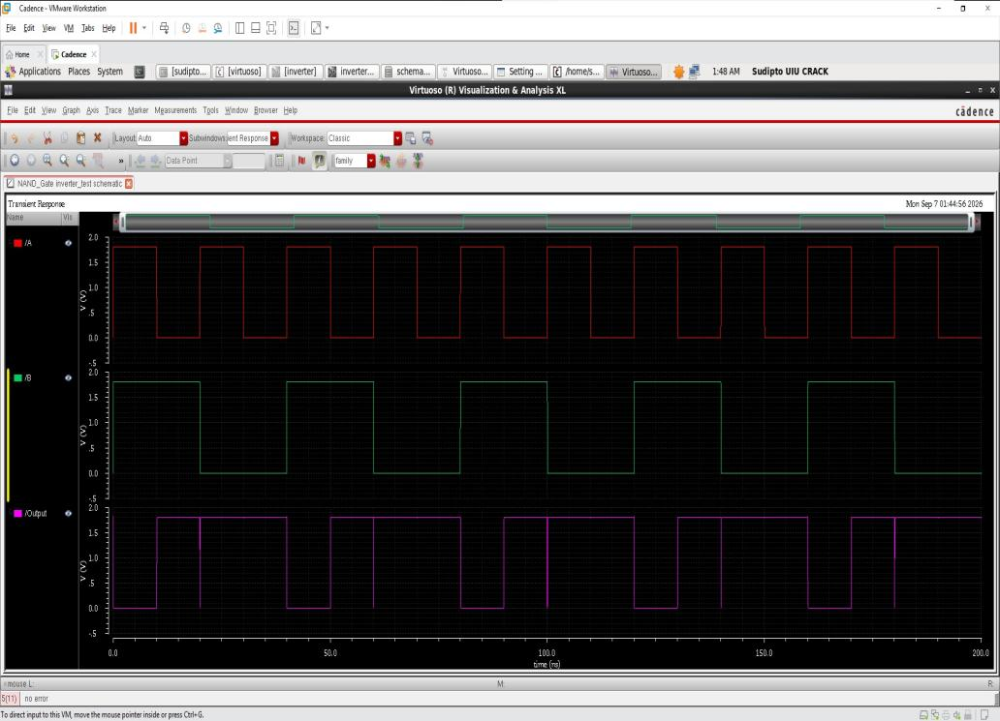 Cadence - VMware Workstation
File Edit View VM Tabs Help
Home Cadence
Applications Places System [sudipto... [virtuoso] [inverter] inverter... schema... Virtuoso... Setting ... /home/s... Virtuoso... 1:48 AM Sudipto UIU CRACK
Virtuoso (R) Visualization & Analysis XL
File Edit View Graph Axis Trace Marker Measurements Tools Window Browser Help cādence
Layout: Auto Subwindows: ent Response Workspace: Classic
» Data Point family
NAND_Gate inverter_test schematic
Transient Response Mon Sep 7 01:44:56 2026
Name Vis
/A
2.0
1.5
1.0
.5
0.0
-.5
V (V)
/B
2.0
1.5
1.0
.5
0.0
-.5
V (V)
/Output
2.0
1.5
1.0
.5
0.0
-.5
V (V)
0.0 50.0 100.0 150.0 200.0
time (ns)
mouse L: M: R:
5(11) no error
To direct input to this VM, move the mouse pointer inside or press Ctrl+G.